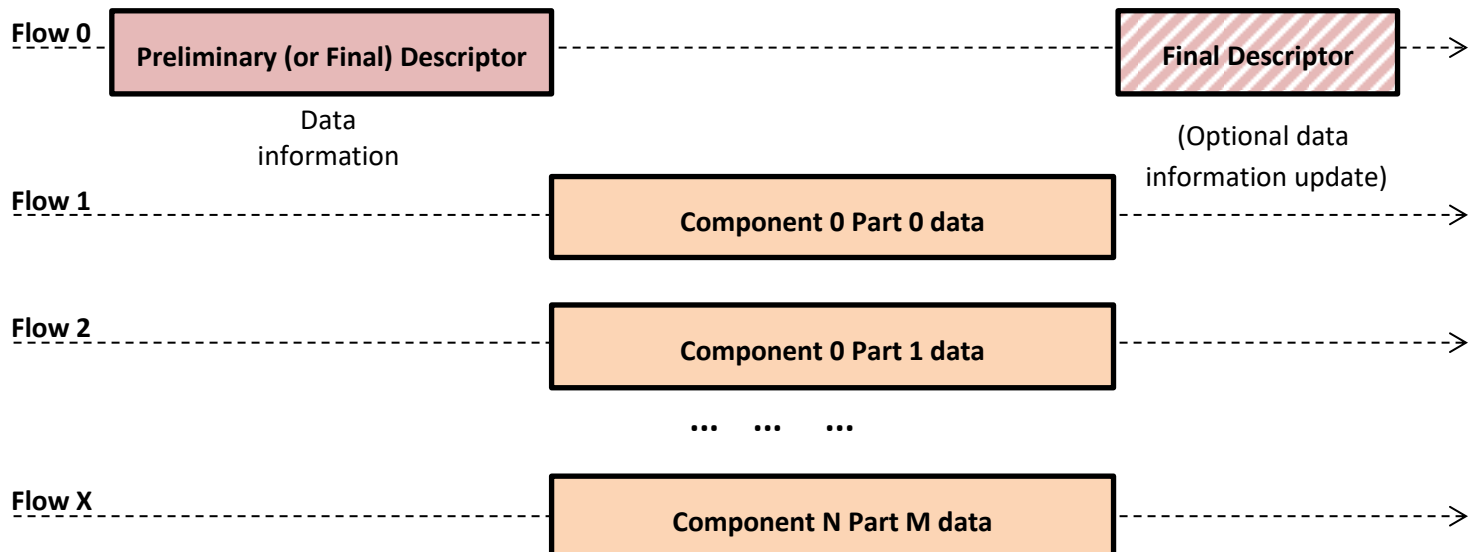 Flow 0
Preliminary (or Final) Descriptor
Final Descriptor
Data
information
(Optional data
information update)
Flow 1
Component 0 Part 0 data
Flow 2
Component 0 Part 1 data
... ... ...
Flow X
Component N Part M data